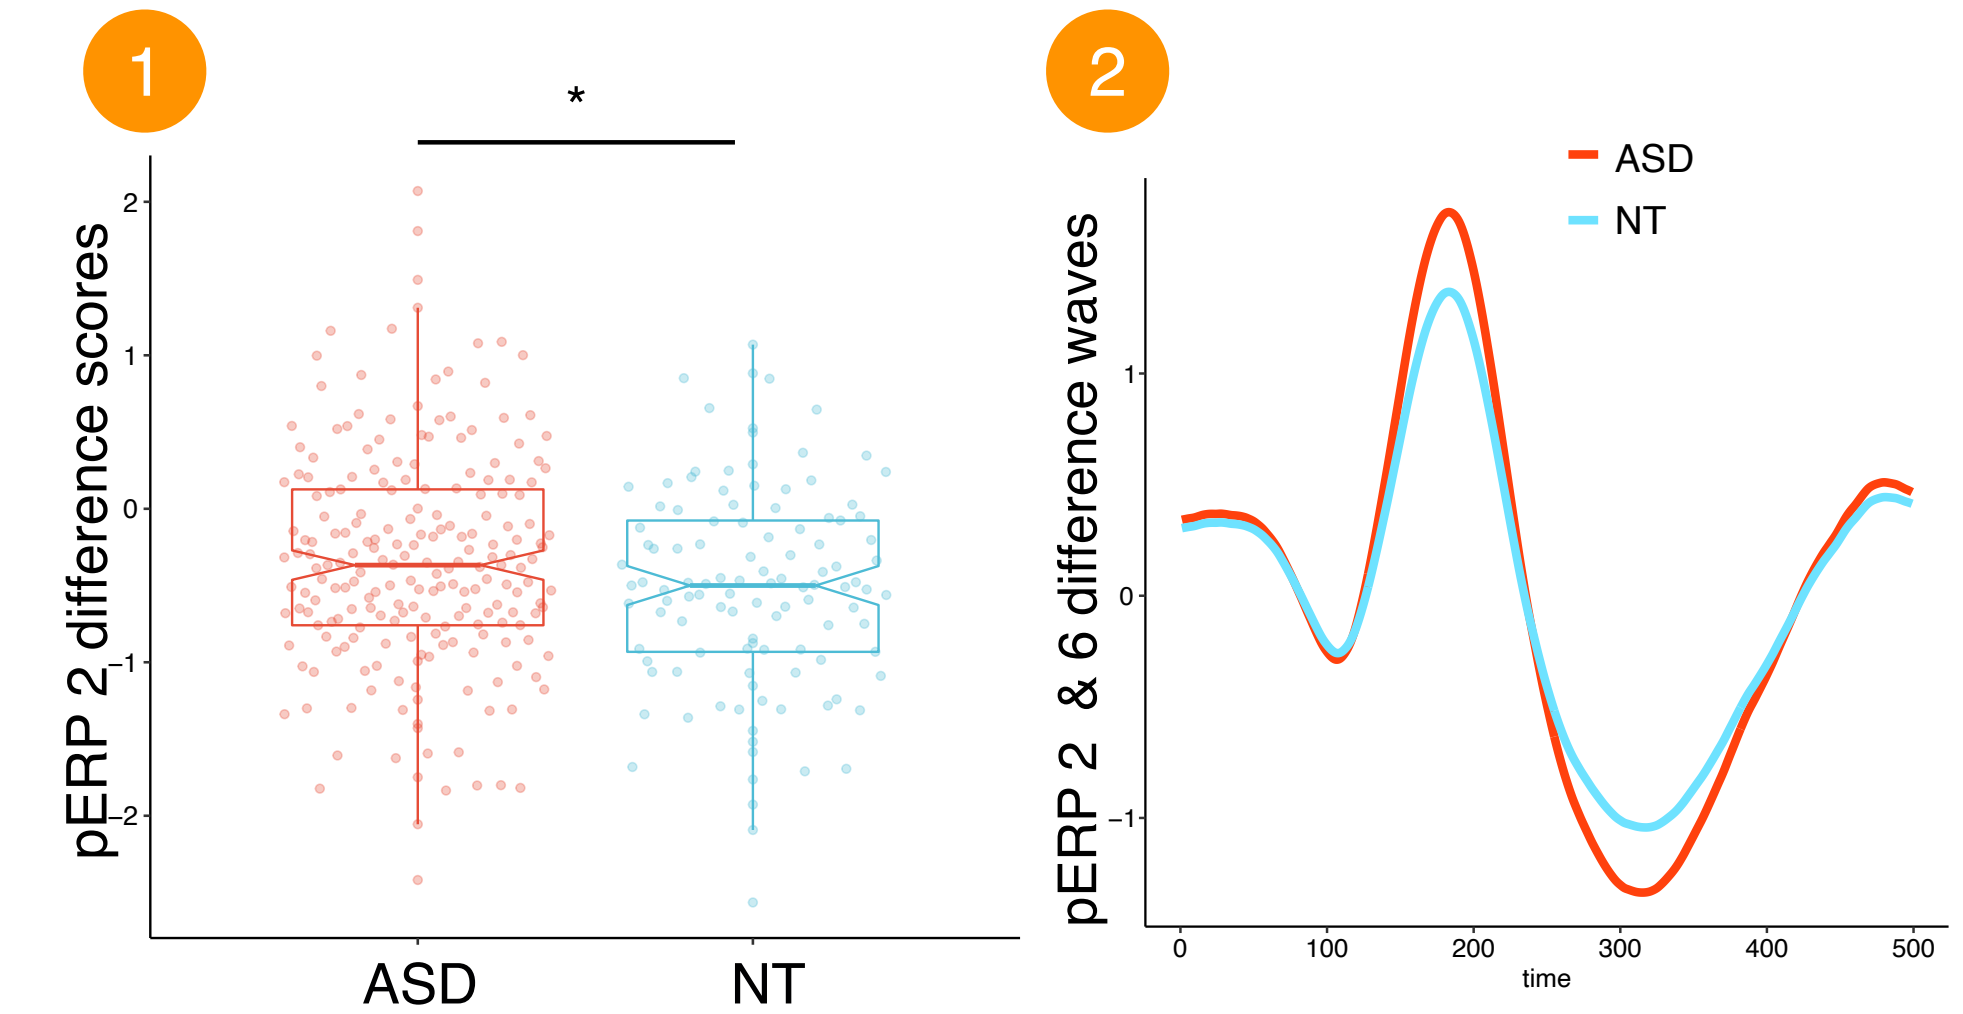 1
*
pERP 2 difference scores
2
1
0
−1
−2
ASD
NT
2
ASD
NT
pERP 2 & 6 difference waves
1
0
−1
0 100 200 300 400 500
time